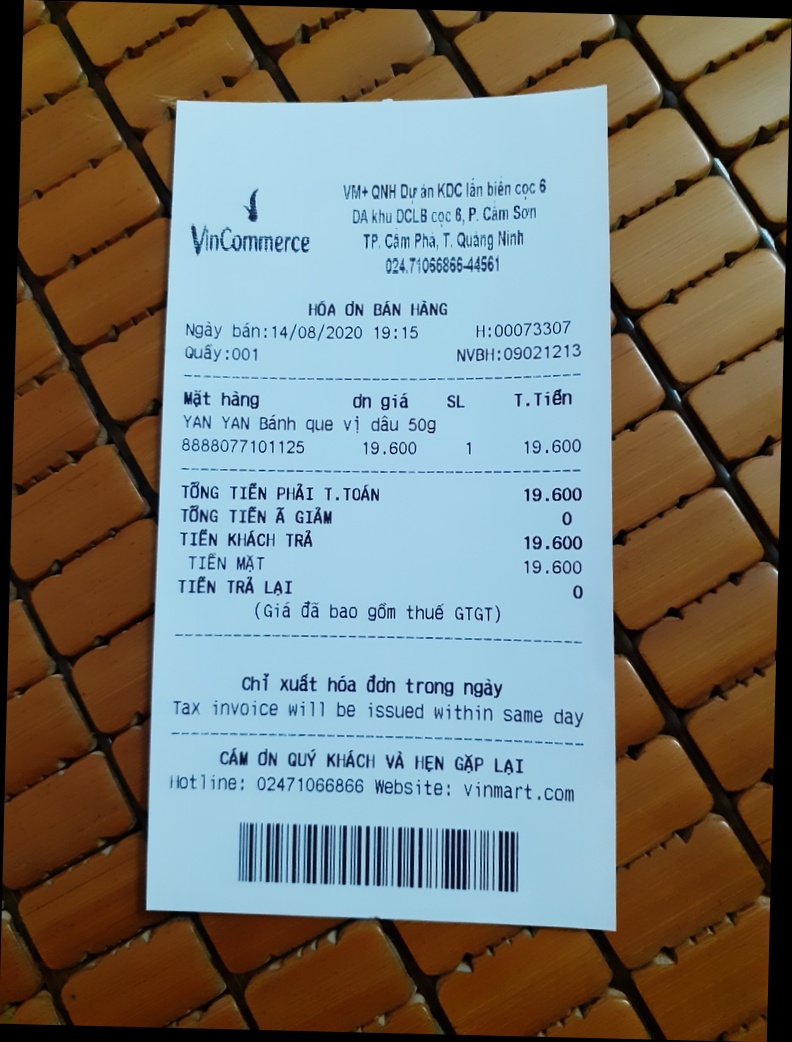 VinCommerce
VM+ QNH Dự án KDC lấn biển cọc 6
DA khu DCLB cọc 6, P. Cẩm Sơn
TP. Cẩm Phả, T. Quảng Ninh
024.71066866-44561
HÓA ƠN BÁN HÀNG
Ngày bán:14/08/2020 19:15 H:00073307
Quầy:001 NVBH:09021213
Mặt hàng ơn giá SL T.Tiền
YAN YAN Bánh que vị dâu 50g
8888077101125 19.600 1 19.600
TỔNG TIỀN PHẢI T.TOÁN 19.600
TỔNG TIỀN Ã GIẢM 0
TIỀN KHÁCH TRẢ 19.600
TIỀN MẶT 19.600
TIỀN TRẢ LẠI 0
(Giá đã bao gồm thuế GTGT)
Chỉ xuất hóa đơn trong ngày
Tax invoice will be issued within same day
CÁM ƠN QUÝ KHÁCH VÀ HẸN GẶP LẠI
Hotline: 02471066866 Website: vinmart.com